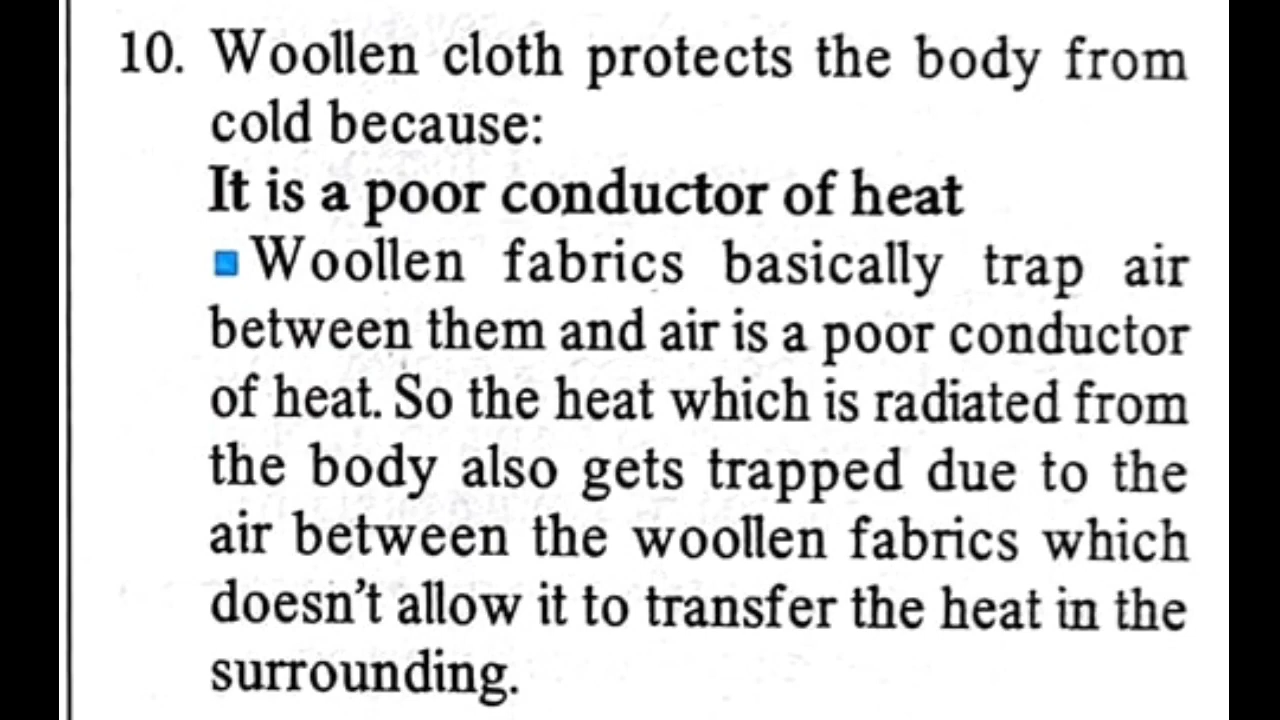 10. Woollen cloth protects the body from
cold because:
It is a poor conductor of heat
▪ Woollen fabrics basically trap air
between them and air is a poor conductor
of heat. So the heat which is radiated from
the body also gets trapped due to the
air between the woollen fabrics which
doesn't allow it to transfer the heat in the
surrounding.